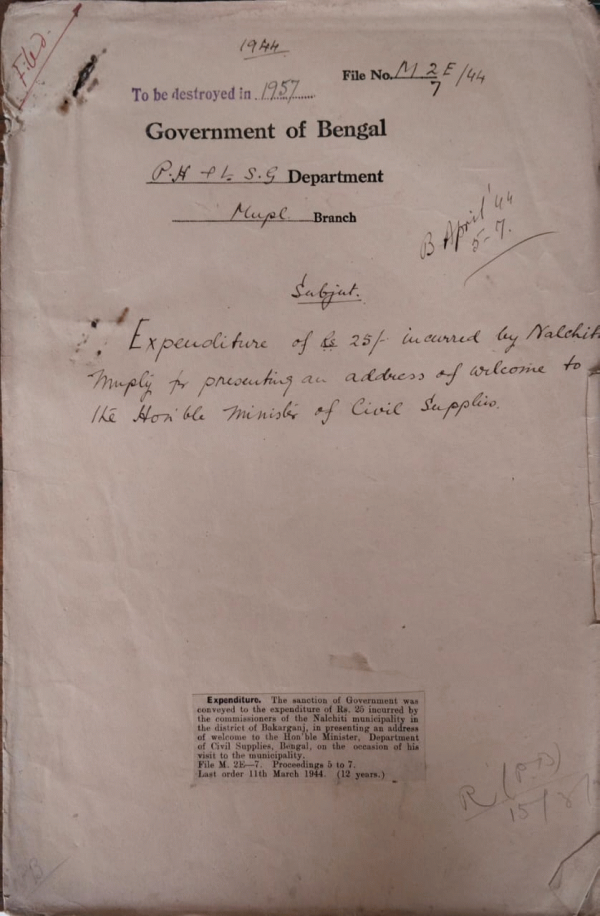 Filed.
1944
File No. M 2E/44
7
To be destroyed in 1957
Government of Bengal
P.H & L. S. G Department
Mupl. Branch
B April '44
5-7.
Subject.
Expenditure of Rs 25/- incurred by Nalchiti
Muply for presenting an address of welcome to
the Hon'ble Minister of Civil Supplies.
Expenditure. The sanction of Government was
conveyed to the expenditure of Rs. 25 incurred by
the commissioners of the Nalchiti municipality in
the district of Bakarganj, in presenting an address
of welcome to the Hon'ble Minister, Department
of Civil Supplies, Bengal, on the occasion of his
visit to the municipality.
File M. 2E—7. Proceedings 5 to 7.
Last order 11th March 1944. (12 years.)
R
15/